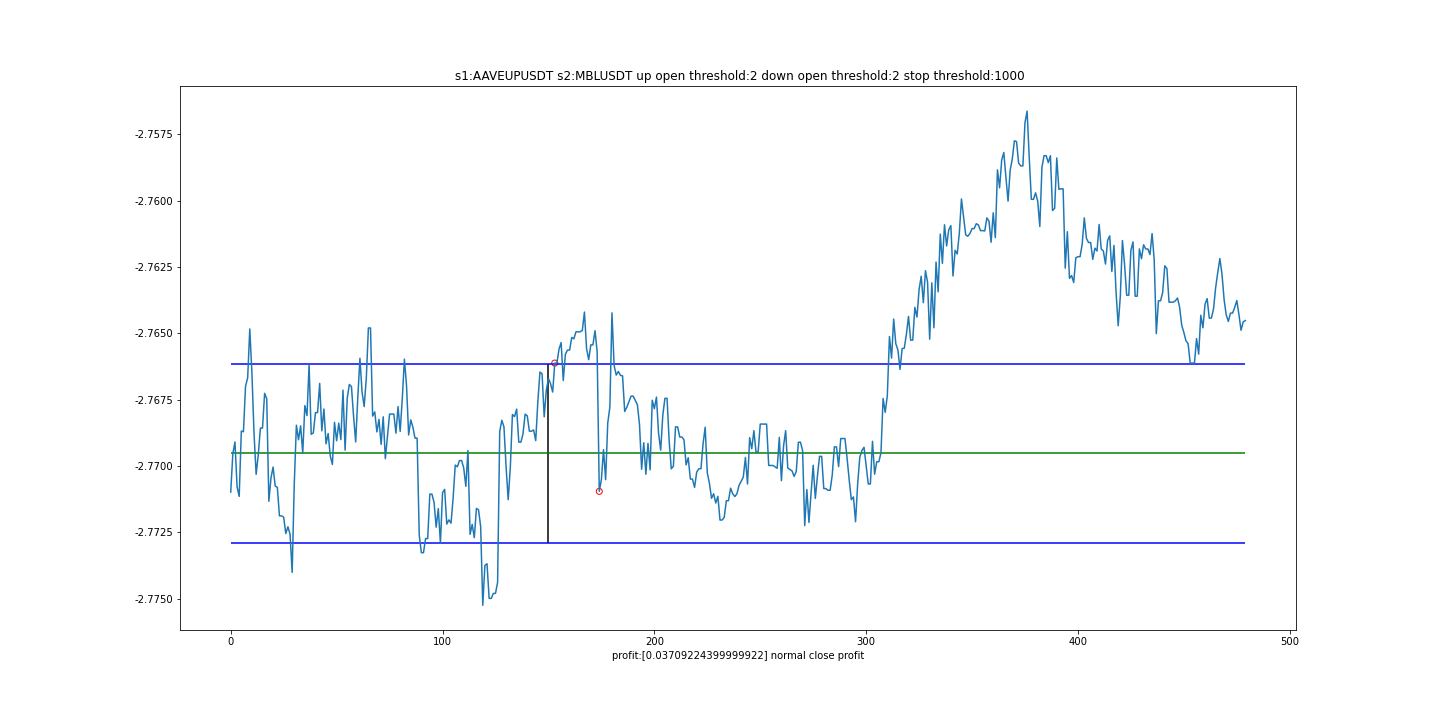 s1:AAVEUPUSDT s2:MBLUSDT up open threshold:2 down open threshold:2 stop threshold:1000
-2.7575
-2.7600
-2.7625
-2.7650
-2.7675
-2.7700
-2.7725
-2.7750
0 100 200 300 400 500
profit:[0.03709224399999922] normal close profit